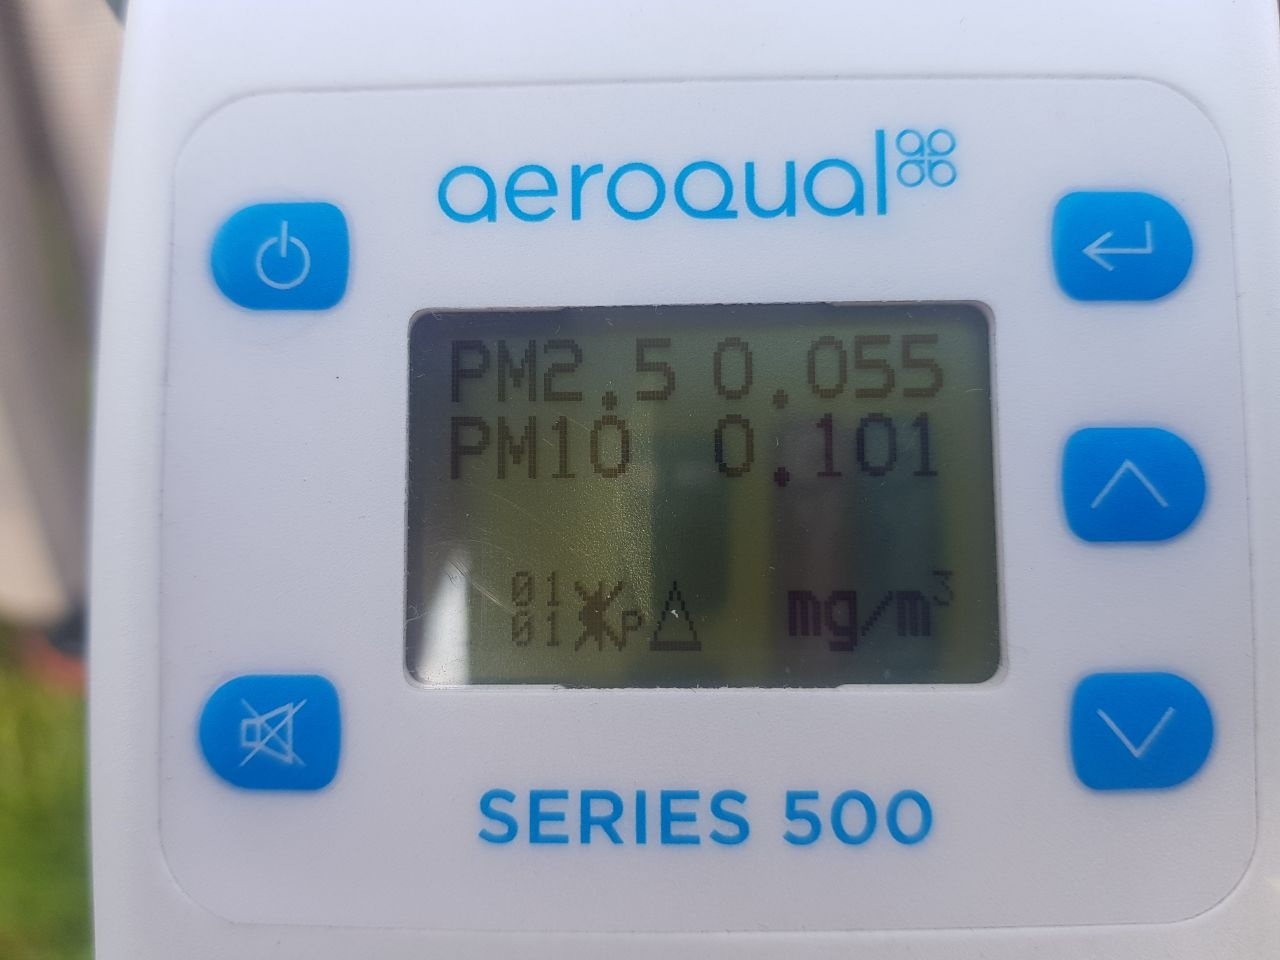 aeroqual
PM2.5 0.055
PM10 0.101
01
01 P mg/m³
SERIES 500